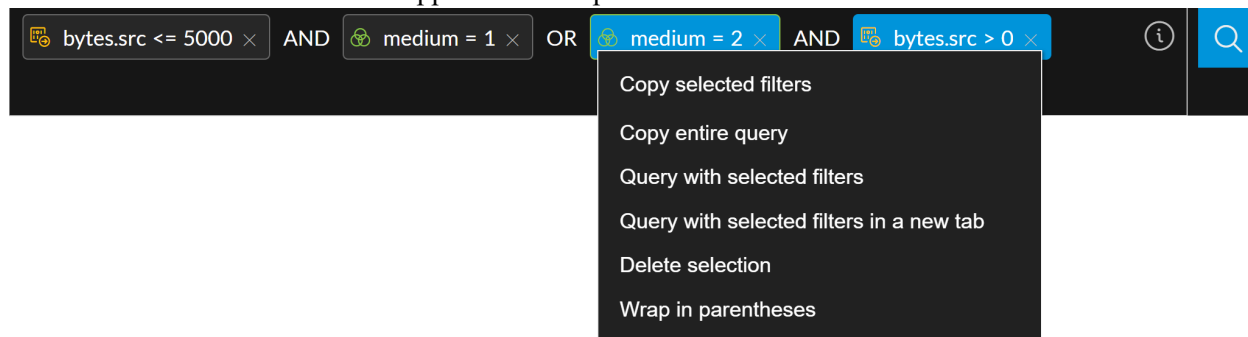 bytes.src <= 5000 × AND medium = 1 × OR medium = 2 × AND bytes.src > 0 ×
Copy selected filters
Copy entire query
Query with selected filters
Query with selected filters in a new tab
Delete selection
Wrap in parentheses